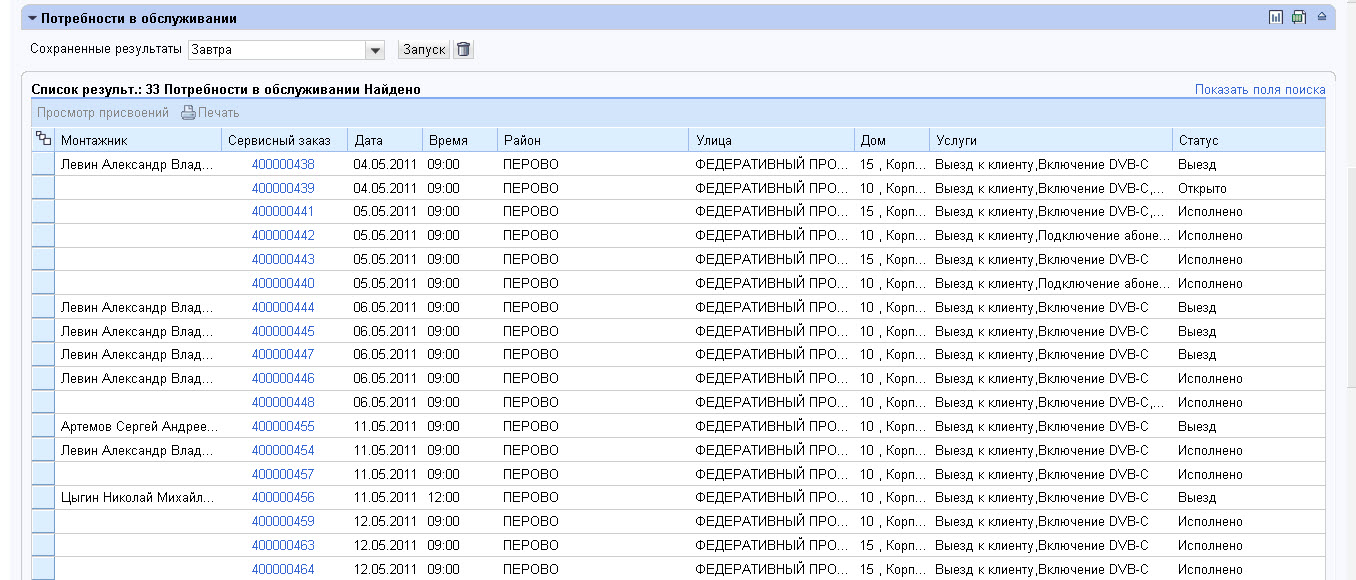 Потребности в обслуживании
Сохраненные результаты Завтра Запуск
Список результ.: 33 Потребности в обслуживании Найдено Показать поля поиска
Просмотр присвоений Печать
Монтажник Сервисный заказ Дата Время Район Улица Дом Услуги Статус
Левин Александр Влад... 400000438 04.05.2011 09:00 ПЕРОВО ФЕДЕРАТИВНЫЙ ПРО... 15 , Корп... Выезд к клиенту,Включение DVB-C Выезд
400000439 04.05.2011 09:00 ПЕРОВО ФЕДЕРАТИВНЫЙ ПРО... 10 , Корп... Выезд к клиенту,Включение DVB-C,... Открыто
400000441 05.05.2011 09:00 ПЕРОВО ФЕДЕРАТИВНЫЙ ПРО... 15 , Корп... Выезд к клиенту,Включение DVB-C,... Исполнено
400000442 05.05.2011 09:00 ПЕРОВО ФЕДЕРАТИВНЫЙ ПРО... 10 , Корп... Выезд к клиенту,Подключение абоне... Исполнено
400000443 05.05.2011 09:00 ПЕРОВО ФЕДЕРАТИВНЫЙ ПРО... 15 , Корп... Выезд к клиенту,Включение DVB-C Исполнено
400000440 05.05.2011 09:00 ПЕРОВО ФЕДЕРАТИВНЫЙ ПРО... 10 , Корп... Выезд к клиенту,Подключение абоне... Исполнено
Левин Александр Влад... 400000444 06.05.2011 09:00 ПЕРОВО ФЕДЕРАТИВНЫЙ ПРО... 10 , Корп... Выезд к клиенту,Включение DVB-C Выезд
Левин Александр Влад... 400000445 06.05.2011 09:00 ПЕРОВО ФЕДЕРАТИВНЫЙ ПРО... 10 , Корп... Выезд к клиенту,Включение DVB-C Выезд
Левин Александр Влад... 400000447 06.05.2011 09:00 ПЕРОВО ФЕДЕРАТИВНЫЙ ПРО... 10 , Корп... Выезд к клиенту,Включение DVB-C Выезд
Левин Александр Влад... 400000446 06.05.2011 09:00 ПЕРОВО ФЕДЕРАТИВНЫЙ ПРО... 10 , Корп... Выезд к клиенту,Включение DVB-C Исполнено
400000448 06.05.2011 09:00 ПЕРОВО ФЕДЕРАТИВНЫЙ ПРО... 10 , Корп... Выезд к клиенту,Включение DVB-C,... Исполнено
Артемов Сергей Андрее... 400000455 11.05.2011 09:00 ПЕРОВО ФЕДЕРАТИВНЫЙ ПРО... 10 , Корп... Выезд к клиенту,Включение DVB-C Выезд
Левин Александр Влад... 400000454 11.05.2011 09:00 ПЕРОВО ФЕДЕРАТИВНЫЙ ПРО... 10 , Корп... Выезд к клиенту,Включение DVB-C Исполнено
400000457 11.05.2011 09:00 ПЕРОВО ФЕДЕРАТИВНЫЙ ПРО... 10 , Корп... Выезд к клиенту,Включение DVB-C Исполнено
Цыгин Николай Михайл... 400000456 11.05.2011 12:00 ПЕРОВО ФЕДЕРАТИВНЫЙ ПРО... 10 , Корп... Выезд к клиенту,Включение DVB-C Выезд
400000459 12.05.2011 09:00 ПЕРОВО ФЕДЕРАТИВНЫЙ ПРО... 10 , Корп... Выезд к клиенту,Включение DVB-C Исполнено
400000463 12.05.2011 09:00 ПЕРОВО ФЕДЕРАТИВНЫЙ ПРО... 15 , Корп... Выезд к клиенту,Включение DVB-C Исполнено
400000464 12.05.2011 09:00 ПЕРОВО ФЕДЕРАТИВНЫЙ ПРО... 15 , Корп... Выезд к клиенту,Включение DVB-C Исполнено